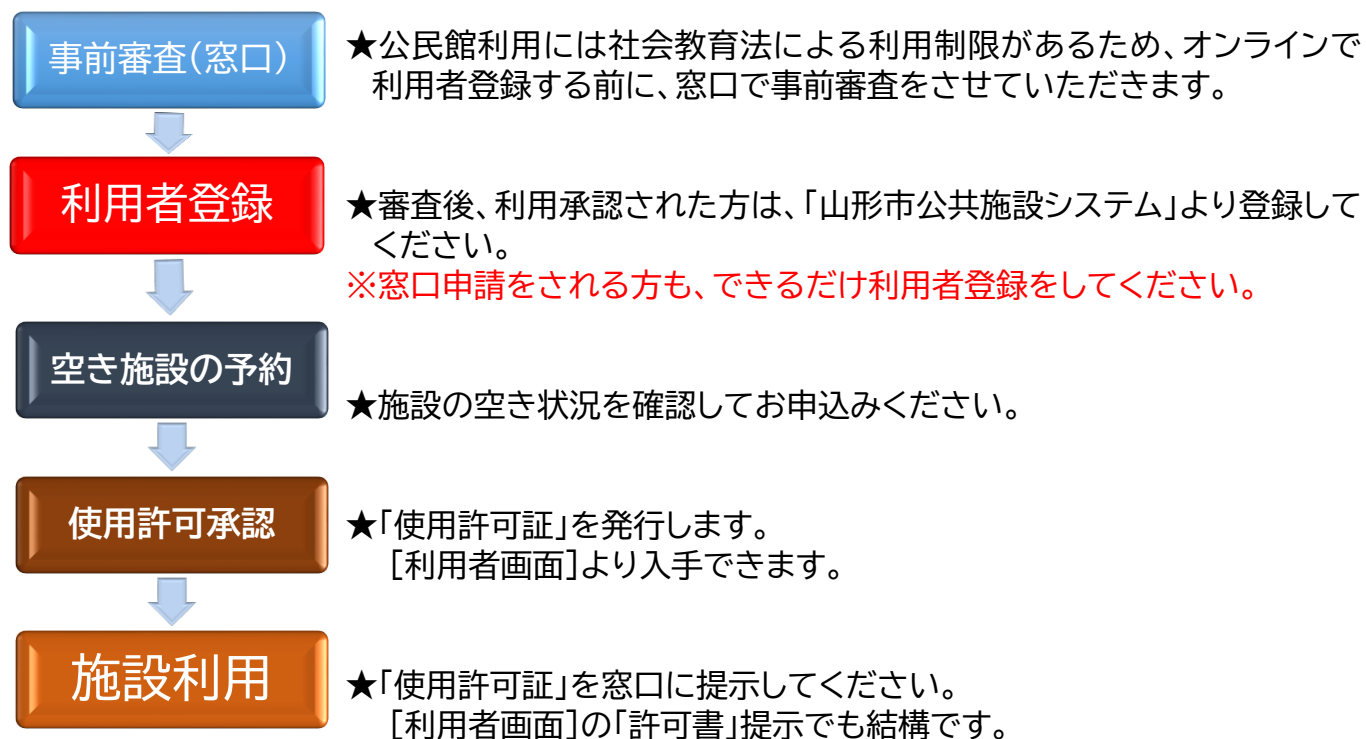 事前審査(窓口)
★公民館利用には社会教育法による利用制限があるため、オンラインで
利用者登録する前に、窓口で事前審査をさせていただきます。
利用者登録
★審査後、利用承認された方は、「山形市公共施設システム」より登録して
ください。
※窓口申請をされる方も、できるだけ利用者登録をしてください。
空き施設の予約
★施設の空き状況を確認してお申込みください。
使用許可承認
★「使用許可証」を発行します。
[利用者画面]より入手できます。
施設利用
★「使用許可証」を窓口に提示してください。
[利用者画面]の「許可書」提示でも結構です。